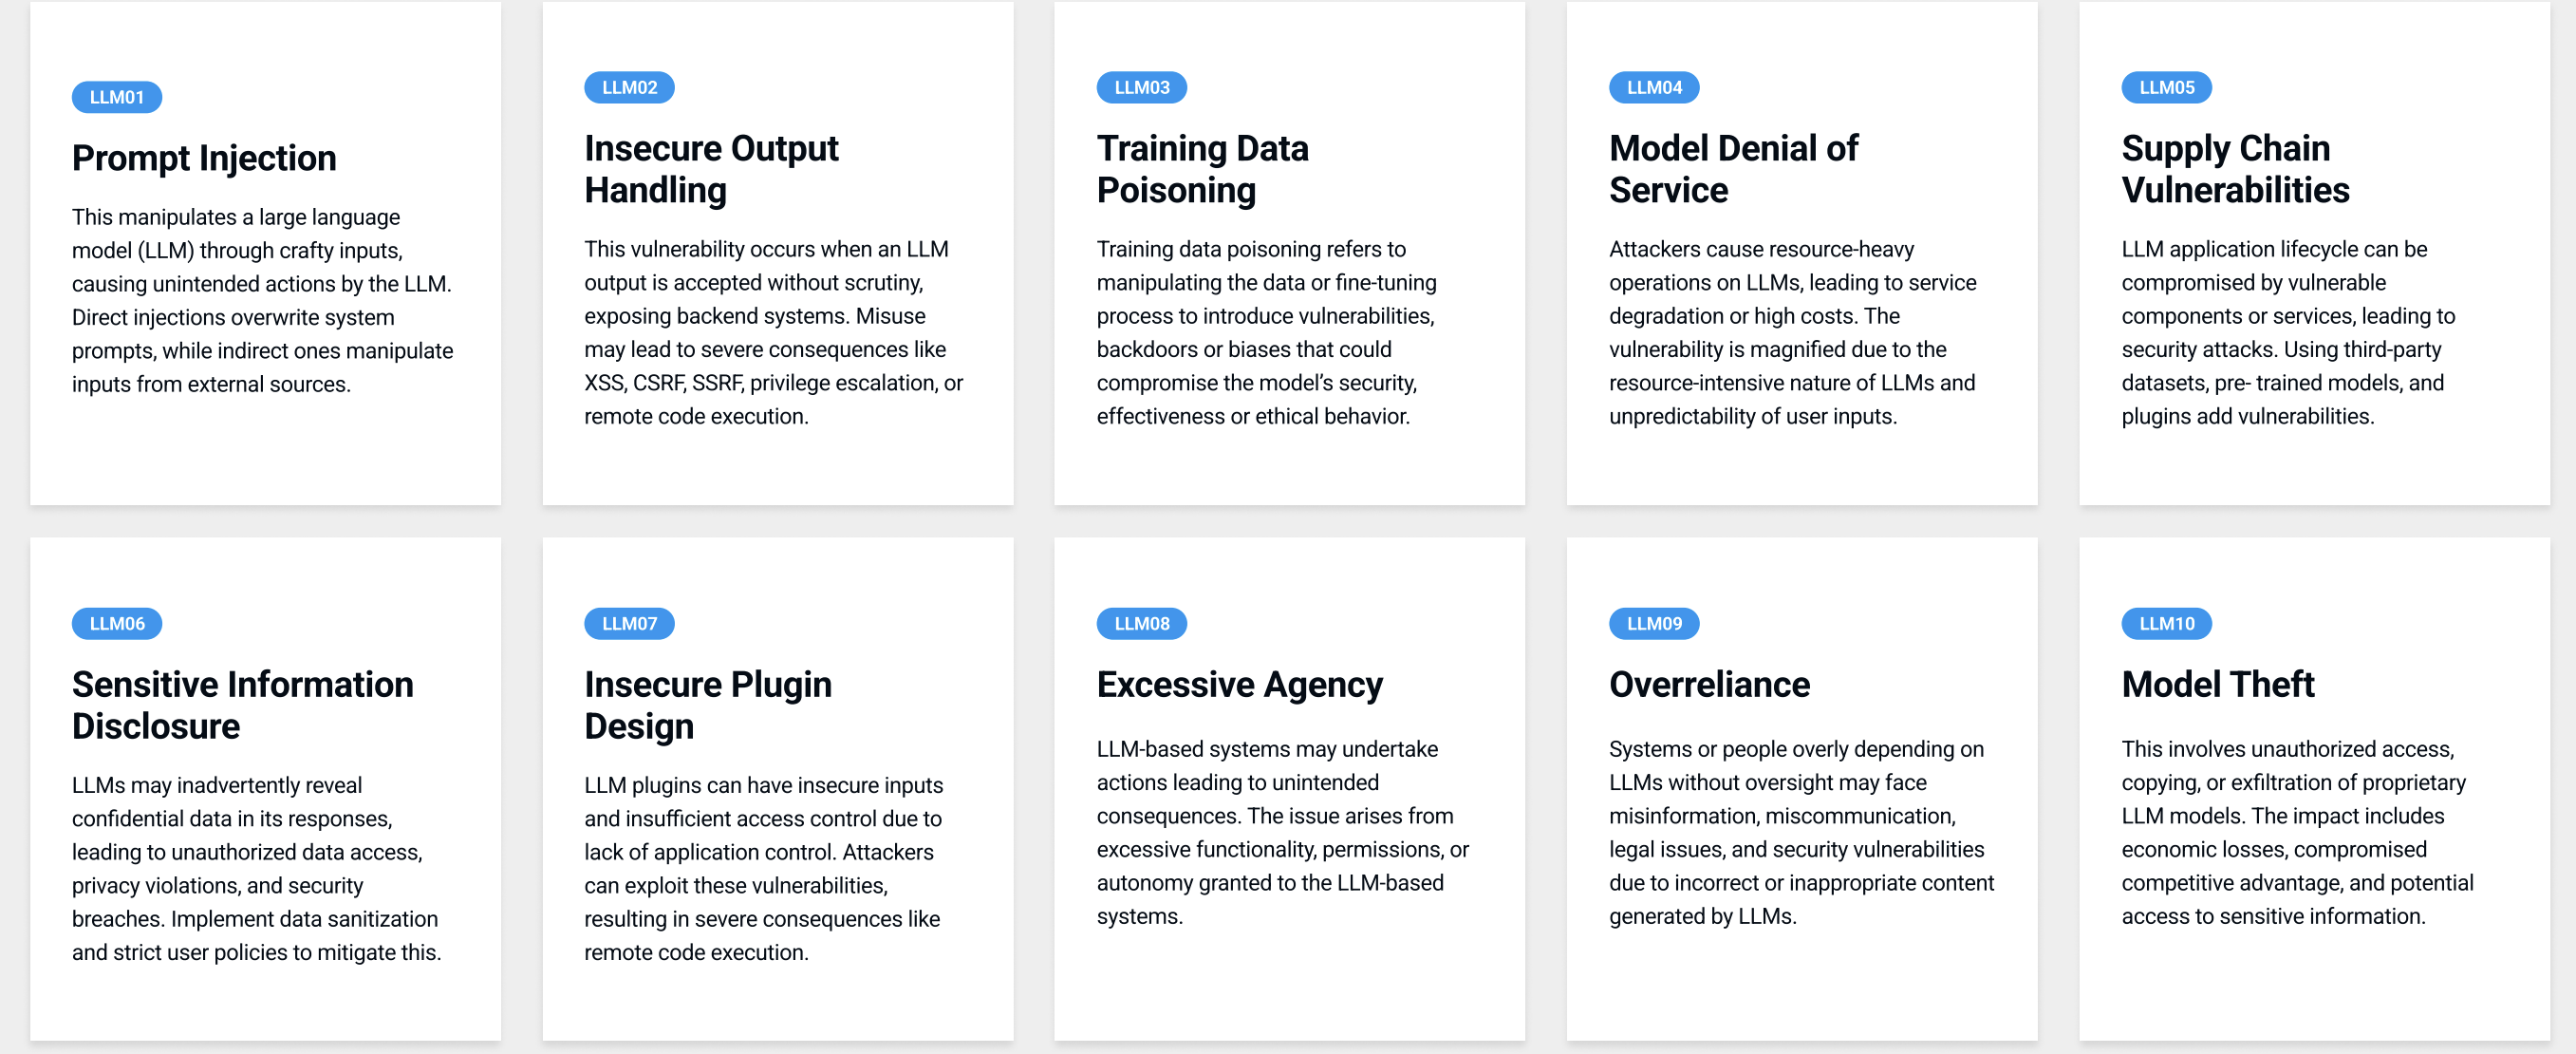 LLM01
Prompt Injection
This manipulates a large language
model (LLM) through crafty inputs,
causing unintended actions by the LLM.
Direct injections overwrite system
prompts, while indirect ones manipulate
inputs from external sources.
LLM02
Insecure Output
Handling
This vulnerability occurs when an LLM
output is accepted without scrutiny,
exposing backend systems. Misuse
may lead to severe consequences like
XSS, CSRF, SSRF, privilege escalation, or
remote code execution.
LLM03
Training Data
Poisoning
Training data poisoning refers to
manipulating the data or fine-tuning
process to introduce vulnerabilities,
backdoors or biases that could
compromise the model’s security,
effectiveness or ethical behavior.
LLM04
Model Denial of
Service
Attackers cause resource-heavy
operations on LLMs, leading to service
degradation or high costs. The
vulnerability is magnified due to the
resource-intensive nature of LLMs and
unpredictability of user inputs.
LLM05
Supply Chain
Vulnerabilities
LLM application lifecycle can be
compromised by vulnerable
components or services, leading to
security attacks. Using third-party
datasets, pre- trained models, and
plugins add vulnerabilities.
LLM06
Sensitive Information
Disclosure
LLMs may inadvertently reveal
confidential data in its responses,
leading to unauthorized data access,
privacy violations, and security
breaches. Implement data sanitization
and strict user policies to mitigate this.
LLM07
Insecure Plugin
Design
LLM plugins can have insecure inputs
and insufficient access control due to
lack of application control. Attackers
can exploit these vulnerabilities,
resulting in severe consequences like
remote code execution.
LLM08
Excessive Agency
LLM-based systems may undertake
actions leading to unintended
consequences. The issue arises from
excessive functionality, permissions, or
autonomy granted to the LLM-based
systems.
LLM09
Overreliance
Systems or people overly depending on
LLMs without oversight may face
misinformation, miscommunication,
legal issues, and security vulnerabilities
due to incorrect or inappropriate content
generated by LLMs.
LLM10
Model Theft
This involves unauthorized access,
copying, or exfiltration of proprietary
LLM models. The impact includes
economic losses, compromised
competitive advantage, and potential
access to sensitive information.